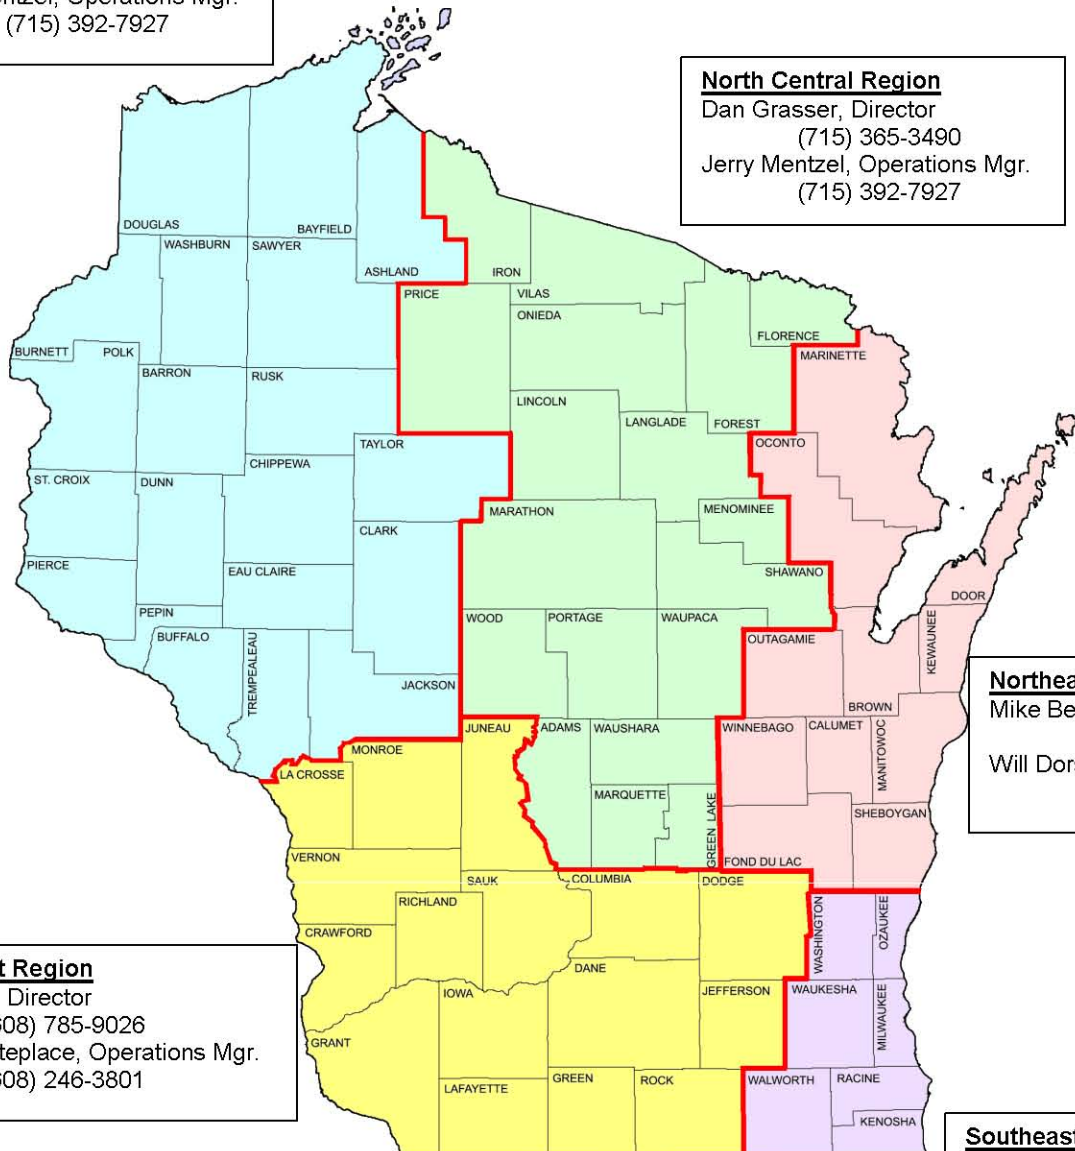 Operations Mgr.
(715) 392-7927
North Central Region
Dan Grasser, Director
(715) 365-3490
Jerry Mentzel, Operations Mgr.
(715) 392-7927
DOUGLAS
BAYFIELD
WASHBURN
SAWYER
ASHLAND
IRON
PRICE
VILAS
ONIEDA
FLORENCE
BURNETT
POLK
MARINETTE
BARRON
RUSK
LINCOLN
LANGLADE
FOREST
TAYLOR
OCONTO
CHIPPEWA
ST. CROIX
DUNN
MARATHON
MENOMINEE
CLARK
PIERCE
EAU CLAIRE
SHAWANO
DOOR
PEPIN
WOOD
PORTAGE
WAUPACA
BUFFALO
TREMPEALEAU
OUTAGAMIE
KEWAUNEE
JACKSON
BROWN
Northea
Mike Be
Will Dors
JUNEAU
ADAMS
WAUSHARA
WINNEBAGO
CALUMET
MANITOWOC
MONROE
LA CROSSE
MARQUETTE
GREEN LAKE
SHEBOYGAN
VERNON
FOND DU LAC
SAUK
COLUMBIA
DODGE
RICHLAND
WASHINGTON
OZAUKEE
CRAWFORD
DANE
t Region
Director
608) 785-9026
teplace, Operations Mgr.
608) 246-3801
IOWA
JEFFERSON
WAUKESHA
MILWAUKEE
GRANT
LAFAYETTE
GREEN
ROCK
WALWORTH
RACINE
KENOSHA
Southeast